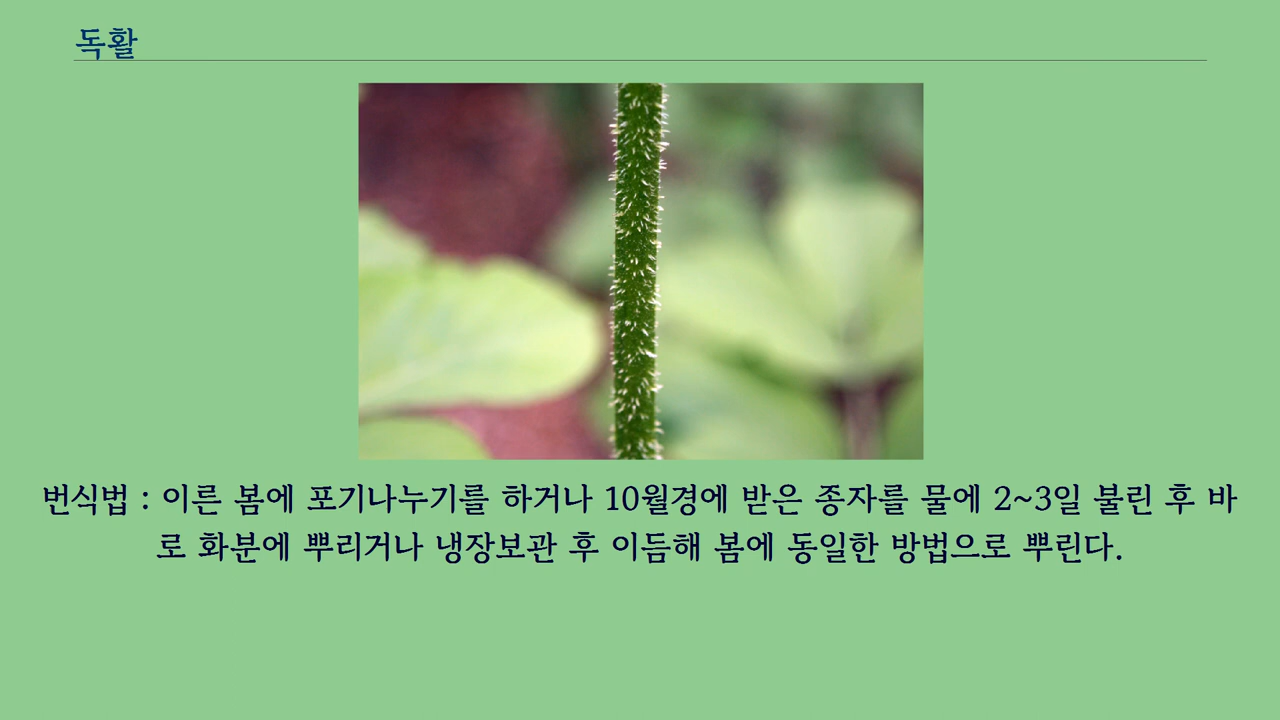 독활
번식법 : 이른 봄에 포기나누기를 하거나 10월경에 받은 종자를 물에 2~3일 불린 후 바
로 화분에 뿌리거나 냉장보관 후 이듬해 봄에 동일한 방법으로 뿌린다.